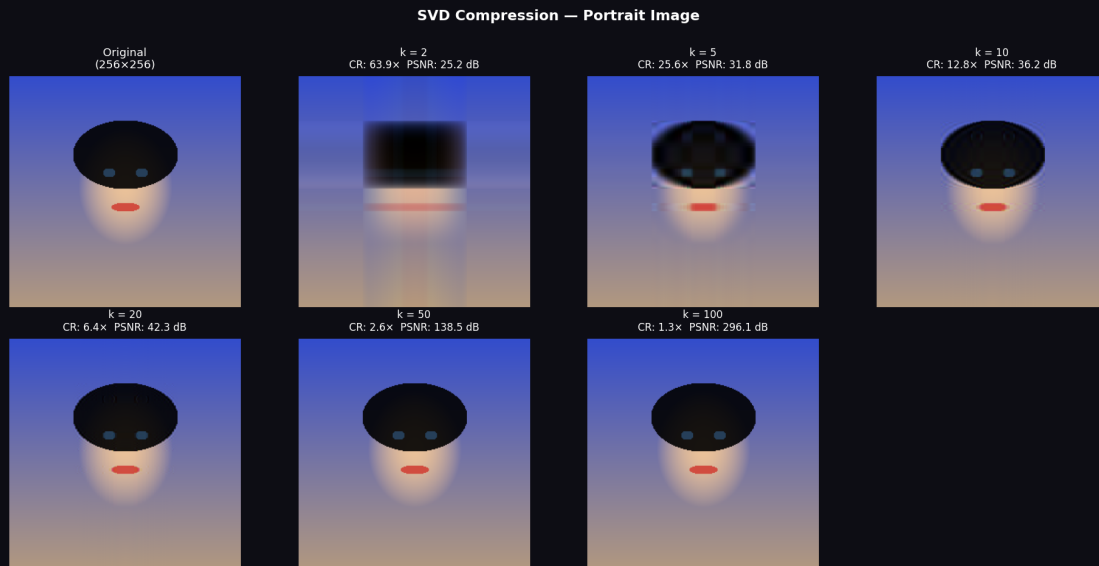 SVD Compression — Portrait Image
Original
(256×256)
k = 2
CR: 63.9×  PSNR: 25.2 dB
k = 5
CR: 25.6×  PSNR: 31.8 dB
k = 10
CR: 12.8×  PSNR: 36.2 dB
k = 20
CR: 6.4×  PSNR: 42.3 dB
k = 50
CR: 2.6×  PSNR: 138.5 dB
k = 100
CR: 1.3×  PSNR: 296.1 dB